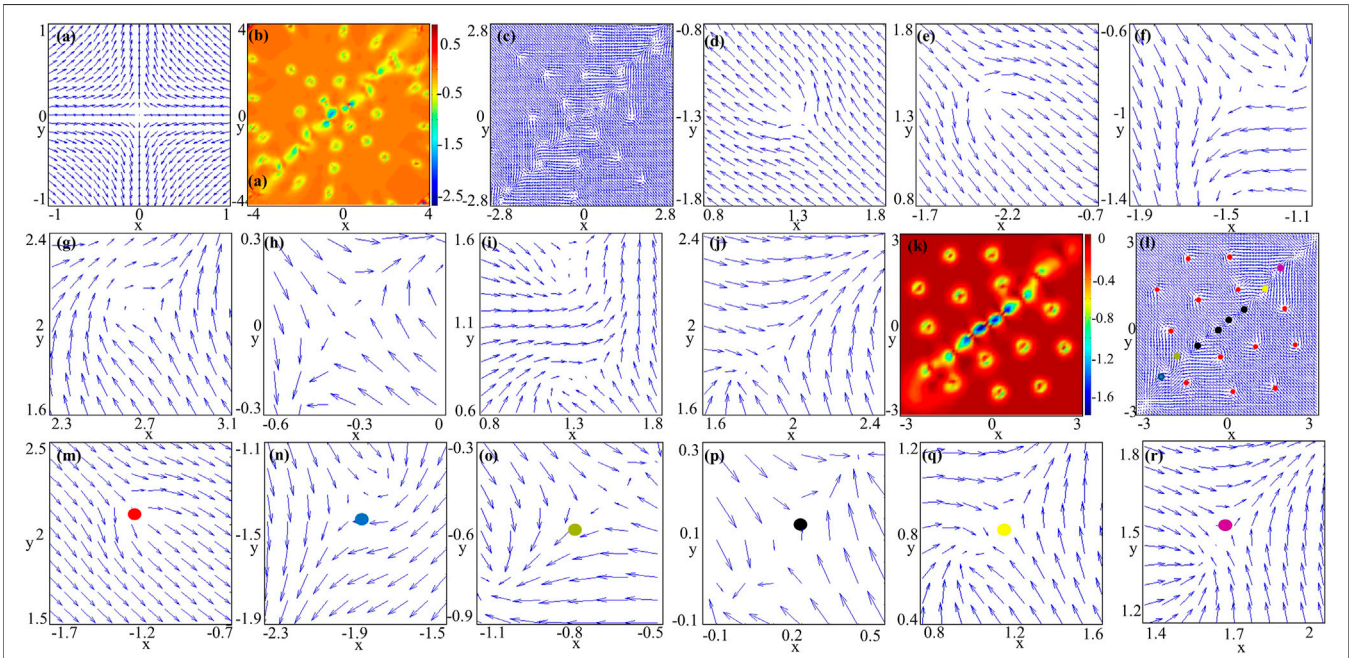 (a)
1
0
y
-1
-1
0
1
x
(b)
4
0
y
-4
(a)
-4
0
4
x
0.5
-0.5
-1.5
-2.5
(c)
2.8
0
y
-2.8
-2.8
0
2.8
x
(d)
-0.8
-1.3
y
-1.8
0.8
1.3
1.8
x
(e)
1.8
1.3
y
0.8
-1.7
-2.2
-0.7
x
(f)
-0.6
-1
y
-1.4
-1.9
-1.5
-1.1
x
(g)
2.4
2
y
1.6
2.3
2.7
3.1
x
(h)
0.3
0
y
-0.3
-0.6
-0.3
0
x
(i)
1.6
1.1
y
0.6
0.8
1.3
1.8
x
(j)
2.4
2
y
1.6
1.6
2
2.4
x
(k)
3
0
y
-3
-3
0
3
x
0
-0.4
-0.8
-1.2
-1.6
(l)
3
0
y
-3
-3
0
3
x
(m)
2.5
y
2
1.5
-1.7
-1.2
-0.7
x
(n)
-1.1
-1.5
y
-1.9
-2.3
-1.9
-1.5
x
(o)
-0.3
-0.6
y
-0.9
-1.1
-0.8
-0.5
x
(p)
0.3
0.1
y
-0.1
-0.1
0.2
0.5
x
(q)
1.2
0.8
y
0.4
0.8
1.2
1.6
x
(r)
1.8
1.5
y
1.2
1.4
1.7
2
x